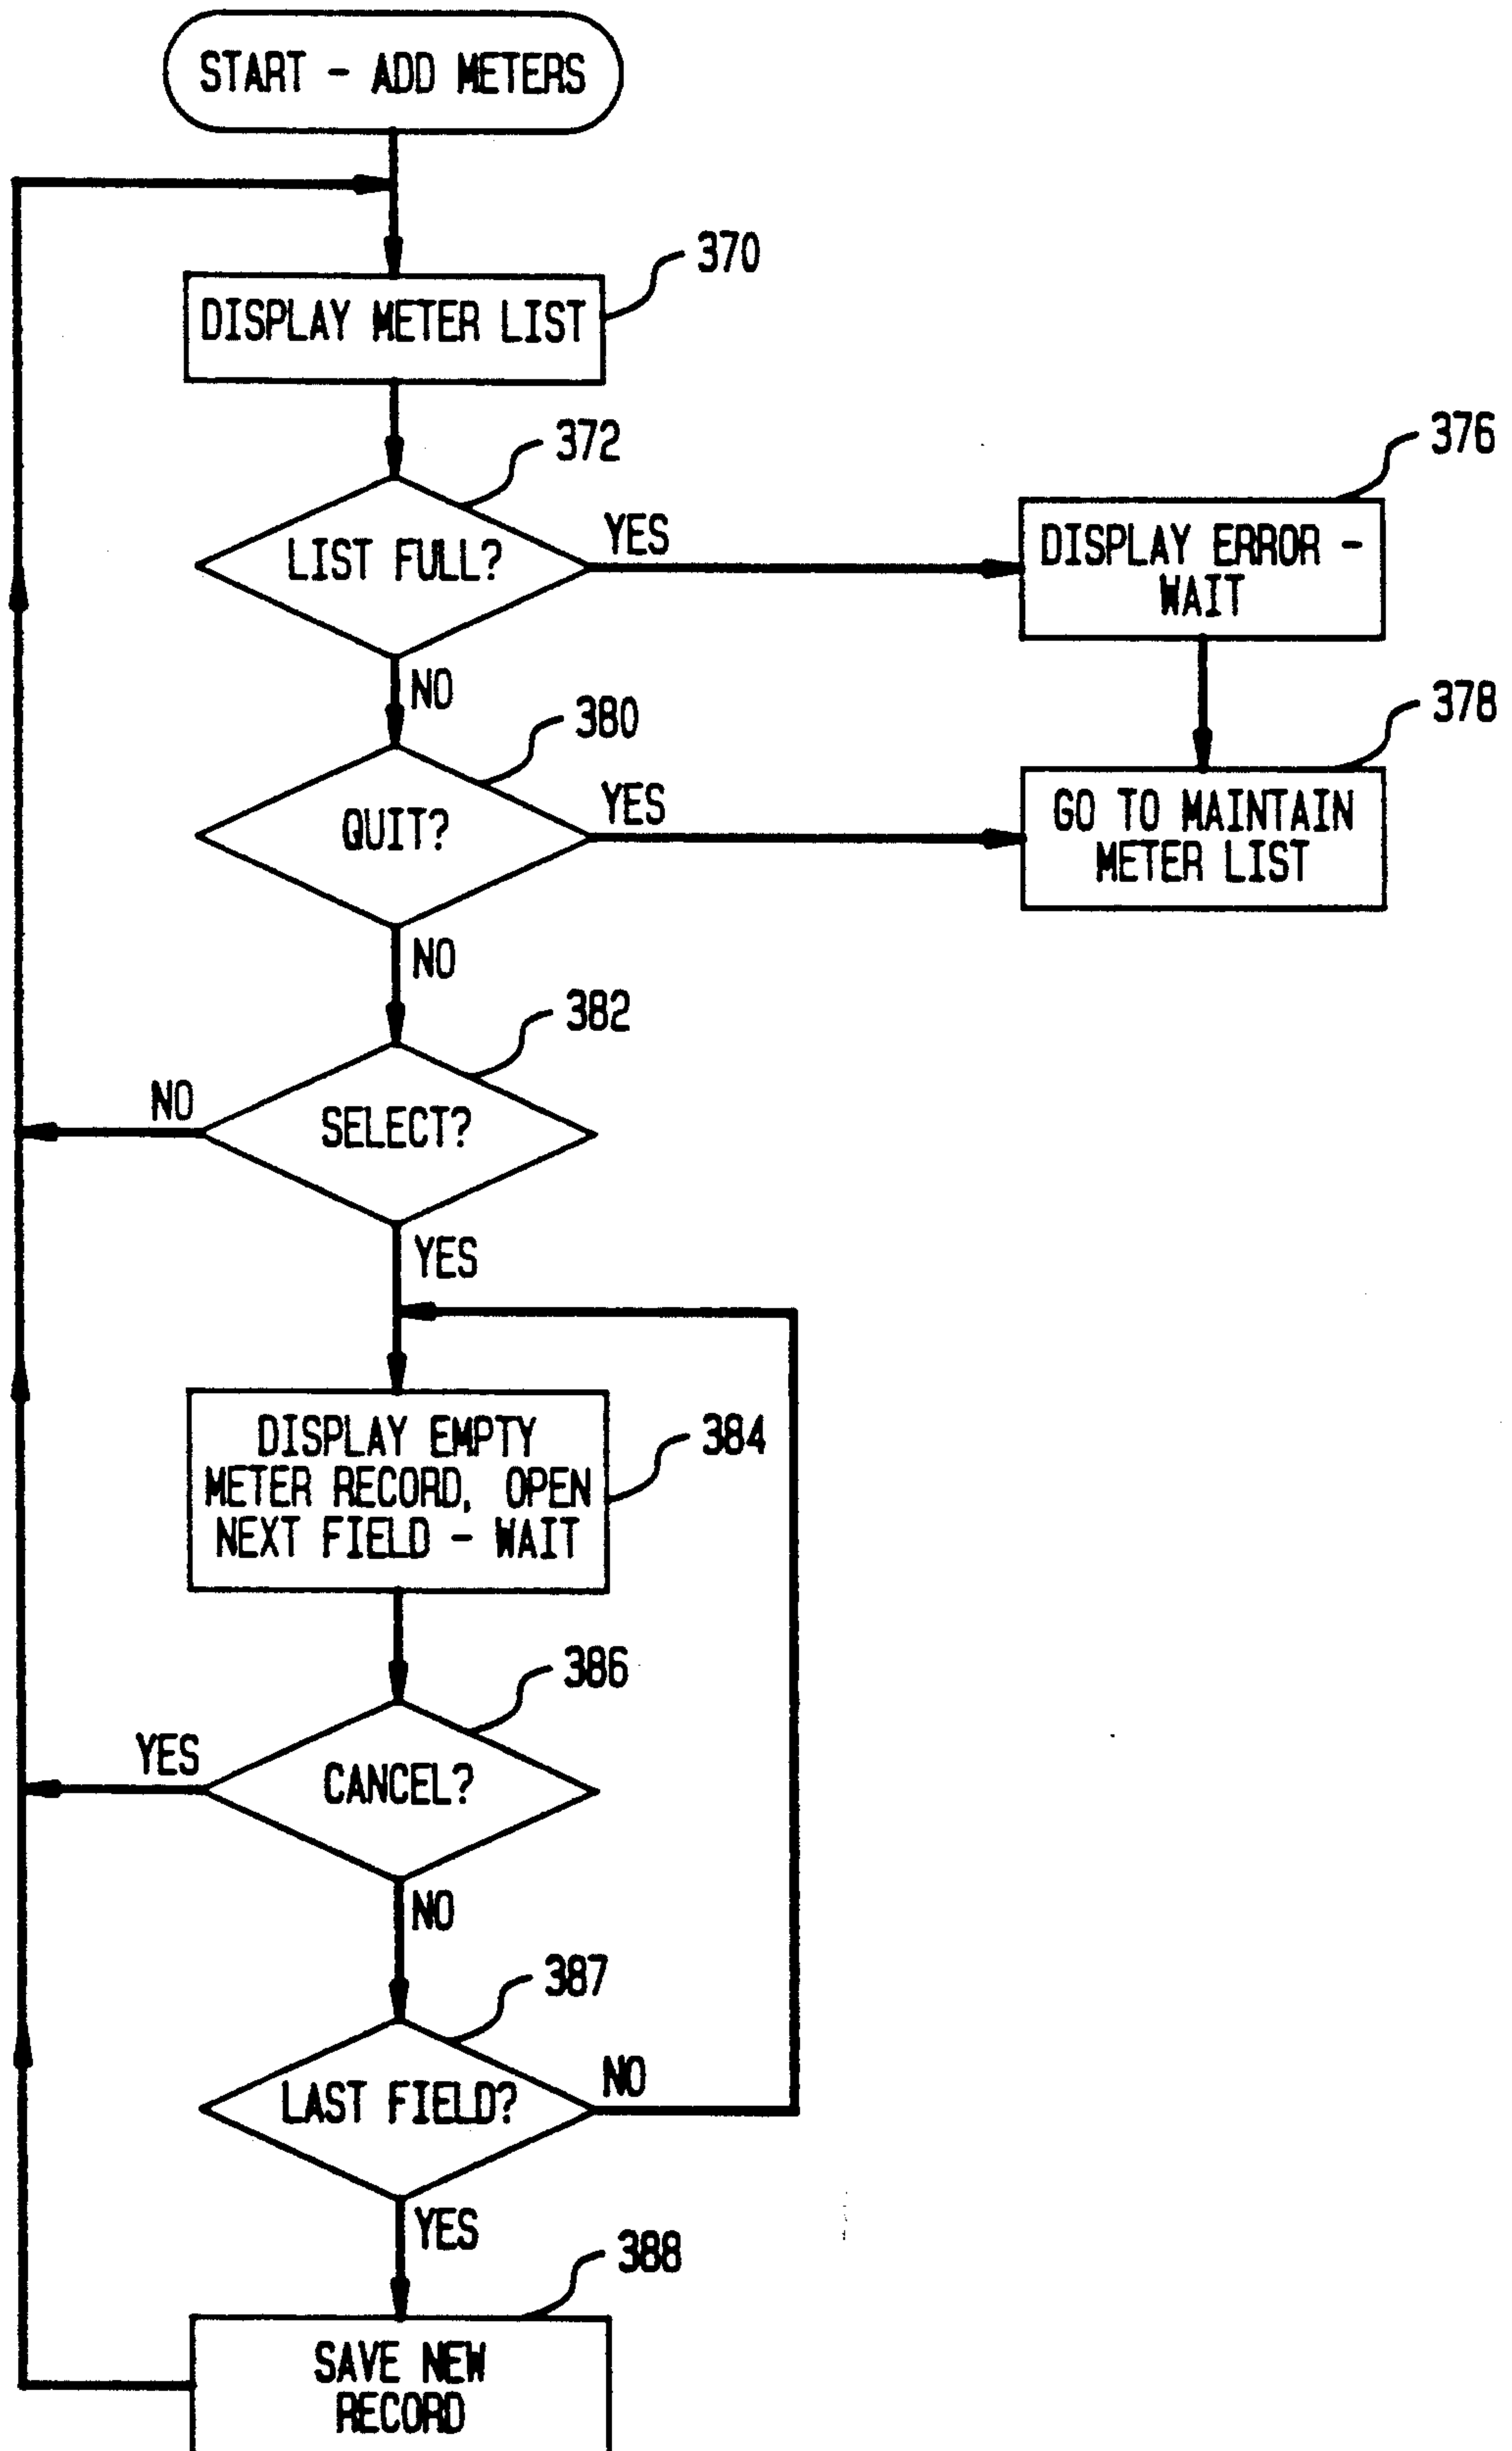 START - ADD METERS
370
DISPLAY METER LIST
372
LIST FULL?
YES
376
DISPLAY ERROR -
WAIT
NO
380
QUIT?
YES
378
GO TO MAINTAIN
METER LIST
NO
382
NO
SELECT?
YES
DISPLAY EMPTY
METER RECORD, OPEN
NEXT FIELD - WAIT
384
386
YES
CANCEL?
NO
387
LAST FIELD?
NO
YES
388
SAVE NEW
RECORD